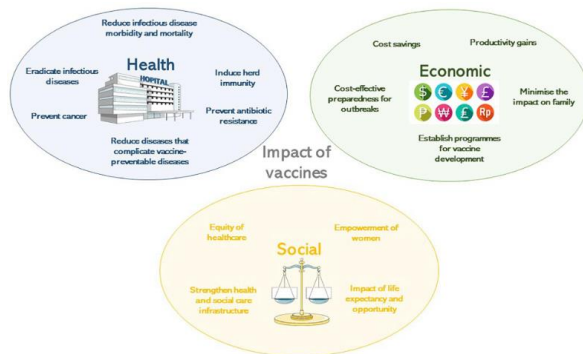 Reduce infectious disease
morbidity and mortality
Health
HOPITAL
Eradicate infectious
diseases
Induce herd
immunity
Prevent cancer
Prevent antibiotic
resistance
Reduce diseases that
complicate vaccine-
preventable diseases
Cost savings
Productivity gains
Economic
Cost-effective
preparedness for
outbreaks
$ € ¥ £
₱ ₩ £ Rp
Minimise the
impact on family
Establish programmes
for vaccine
development
Impact of
vaccines
Equity of
healthcare
Empowerment of
women
Social
Strengthen health
and social care
infrastructure
Impact of life
expectancy and
opportunity